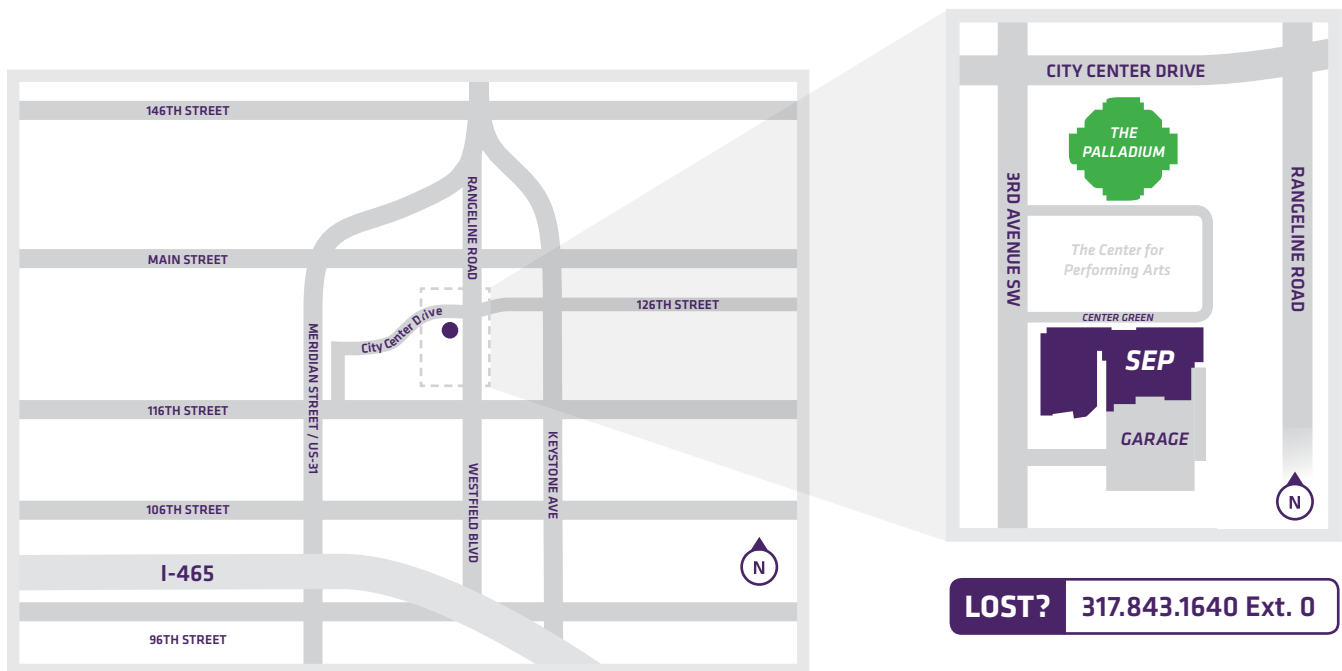 146TH STREET
RANGELINE ROAD
MAIN STREET
126TH STREET
City Center Drive
MERIDIAN STREET / US-31
116TH STREET
KEYSTONE AVE
WESTFIELD BLVD
106TH STREET
I-465
N
96TH STREET
CITY CENTER DRIVE
THE
PALLADIUM
3RD AVENUE SW
RANGELINE ROAD
The Center for
Performing Arts
CENTER GREEN
SEP
GARAGE
N
LOST? 317.843.1640 Ext. 0